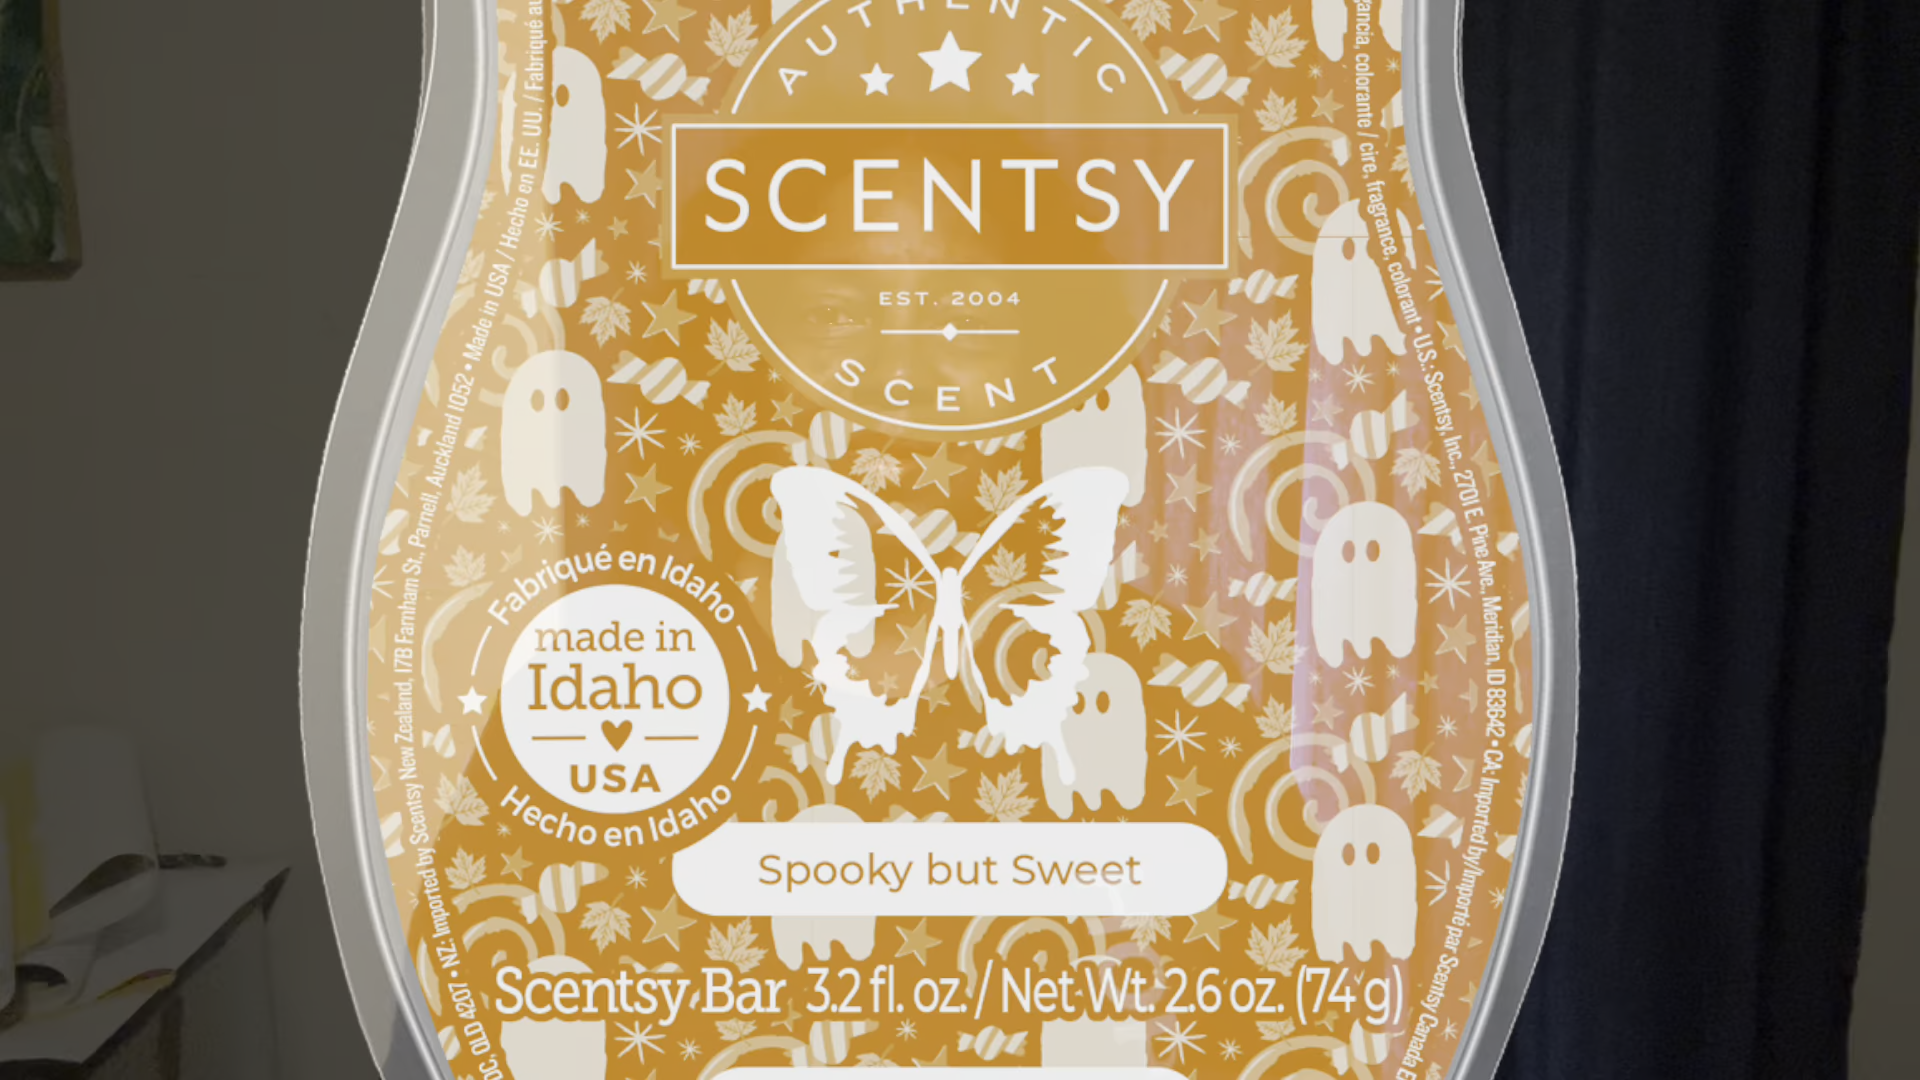 AUTHENTIC
SCENTSY
EST. 2004
SCENT
Fabriqué en Idaho
made in
Idaho
USA
Hecho en Idaho
Spooky but Sweet
Scentsy Bar 3.2 fl. oz. / Net Wt. 2.6 oz. (74 g)
OC, QLD 4207 • NZ: Imported by Scentsy New Zealand, 17B Farnham St., Parnell, Auckland 1052 • Made in USA / Hecho en EE. UU. / Fabriqué au
cire, fragrance, colorant • U.S.: Scentsy, Inc., 2701 E. Pine Ave., Meridian, ID 83642 • CA: Imported by/Importé par Scentsy Canada